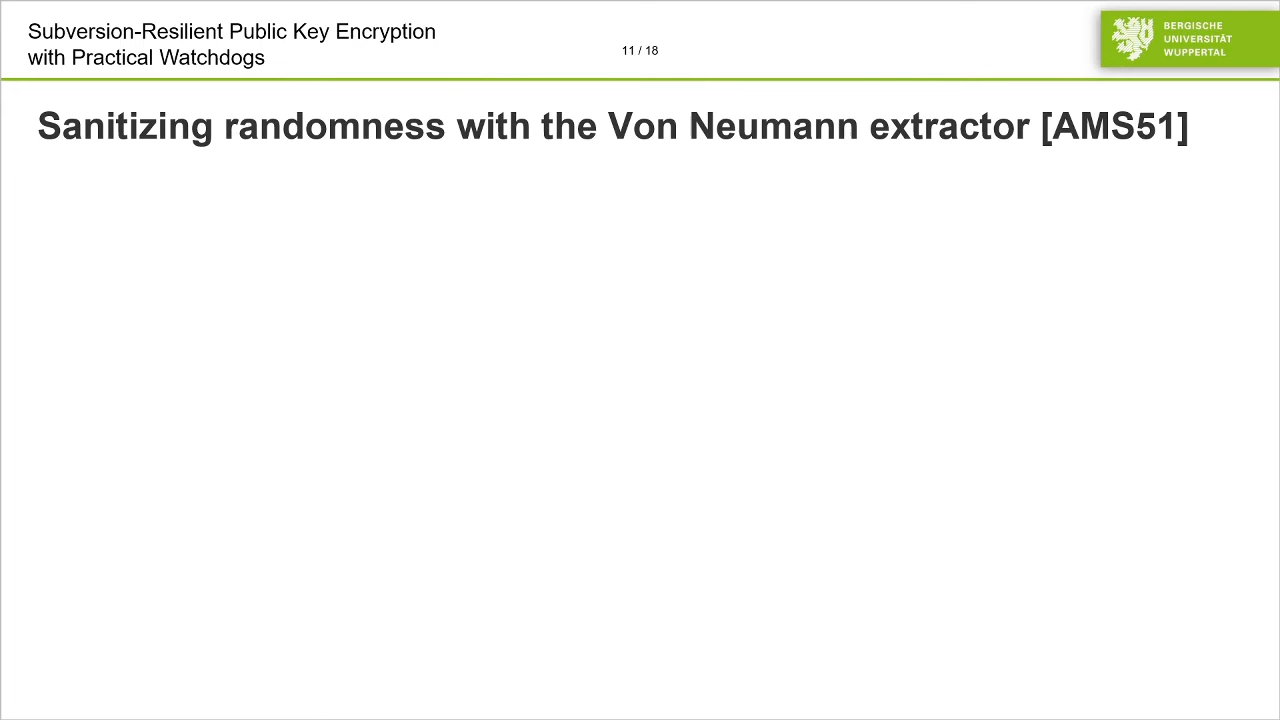 Subversion-Resilient Public Key Encryption
with Practical Watchdogs
11 / 18
BERGISCHE
UNIVERSITÄT
WUPPERTAL
Sanitizing randomness with the Von Neumann extractor [AMS51]